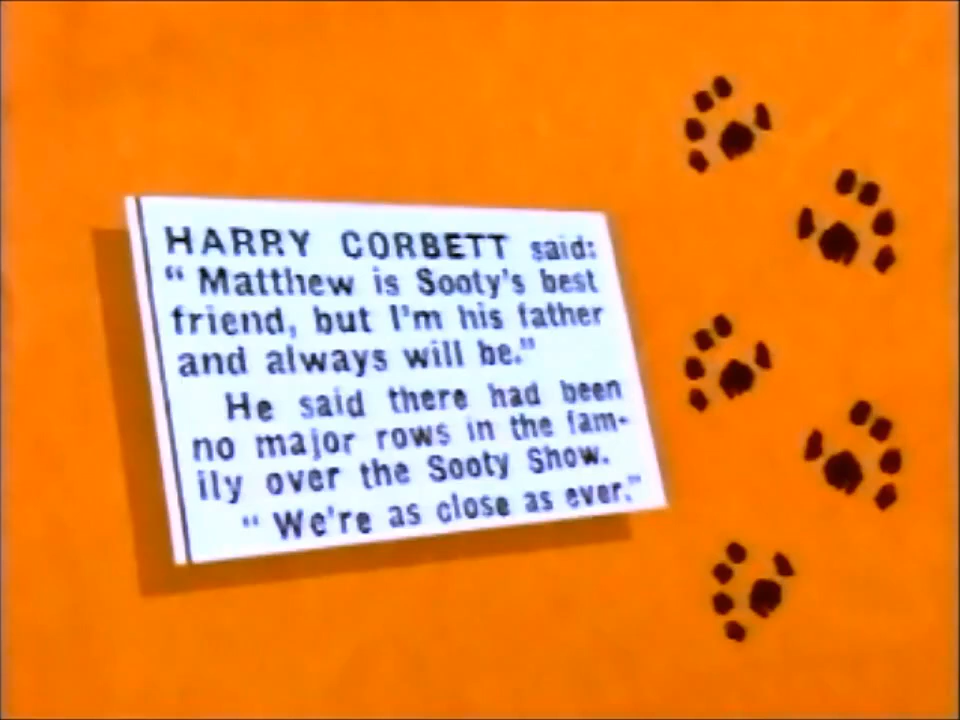 HARRY CORBETT said:
" Matthew is Sooty's best
friend, but I'm his father
and always will be."
He said there had been
no major rows in the fam-
ily over the Sooty Show.
" We're as close as ever."